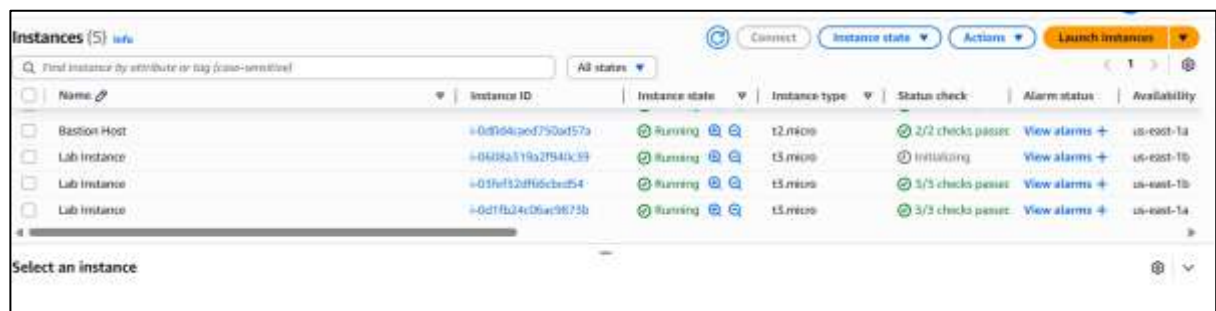 Instances (5) Info
Connect Instance state Actions Launch instances
Find instance by attribute or tag (case-sensitive) All states 1
Name Instance ID Instance state Instance type Status check Alarm status Availability
Bastion Host Running t2.micro 2/2 checks passec View alarms + us-east-1a
Lab Instance Running t3.micro Initializing View alarms + us-east-1b
Lab Instance Running t3.micro 3/3 checks passec View alarms + us-east-1b
Lab Instance Running t3.micro 3/3 checks passec View alarms + us-east-1a
Select an instance